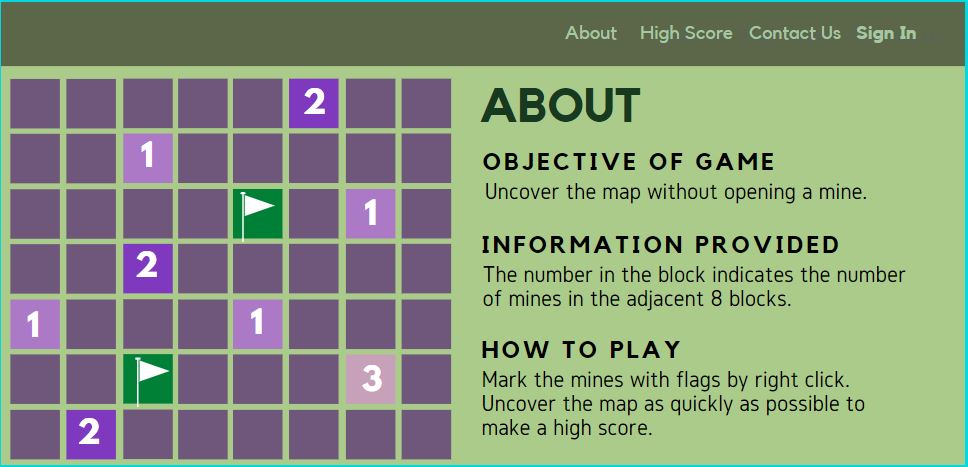 About High Score Contact Us Sign In
2
1
1
2
1 1
3
2
ABOUT
OBJECTIVE OF GAME
Uncover the map without opening a mine.
INFORMATION PROVIDED
The number in the block indicates the number
of mines in the adjacent 8 blocks.
HOW TO PLAY
Mark the mines with flags by right click.
Uncover the map as quickly as possible to
make a high score.